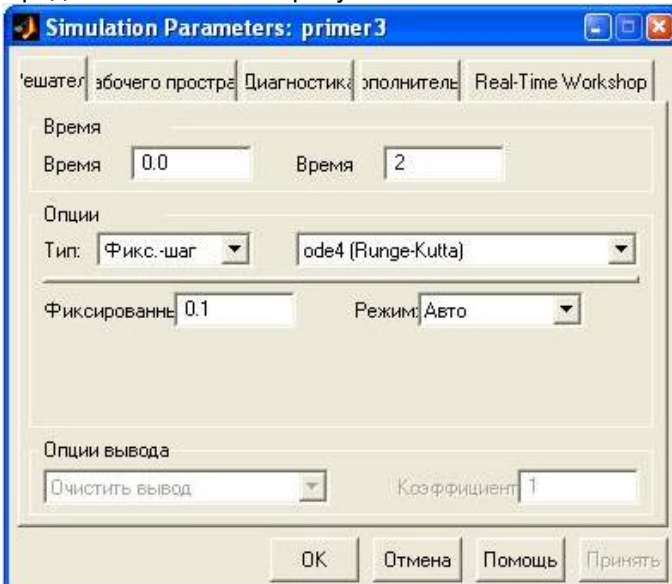 Simulation Parameters: primer3
'ешател абочего простра Диагностика ополнитель Real-Time Workshop
Время
Время 0.0 Время 2
Опции
Тип: Фикс.-шаг ode4 (Runge-Kutta)
Фиксированнь 0.1 Режим: Авто
Опции вывода
Очистить вывод Коэффициент 1
OK Отмена Помощь Принять